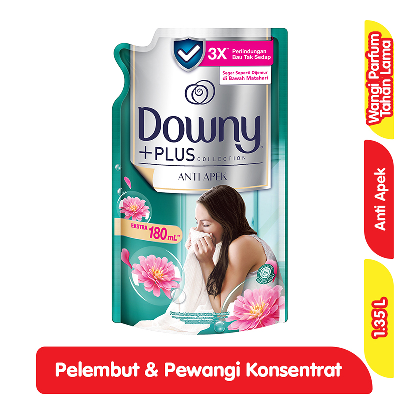 3X* Perlindungan
Bau Tak Sedap
Segar Seperti Dijemur
di Bawah Matahari
Downy
+PLUS COLLECTION
ANTI APEK
EKSTRA
180mL**
Wangi Parfum
Tahan Lama
Anti Apek
1.35L
Pelembut & Pewangi Konsentrat